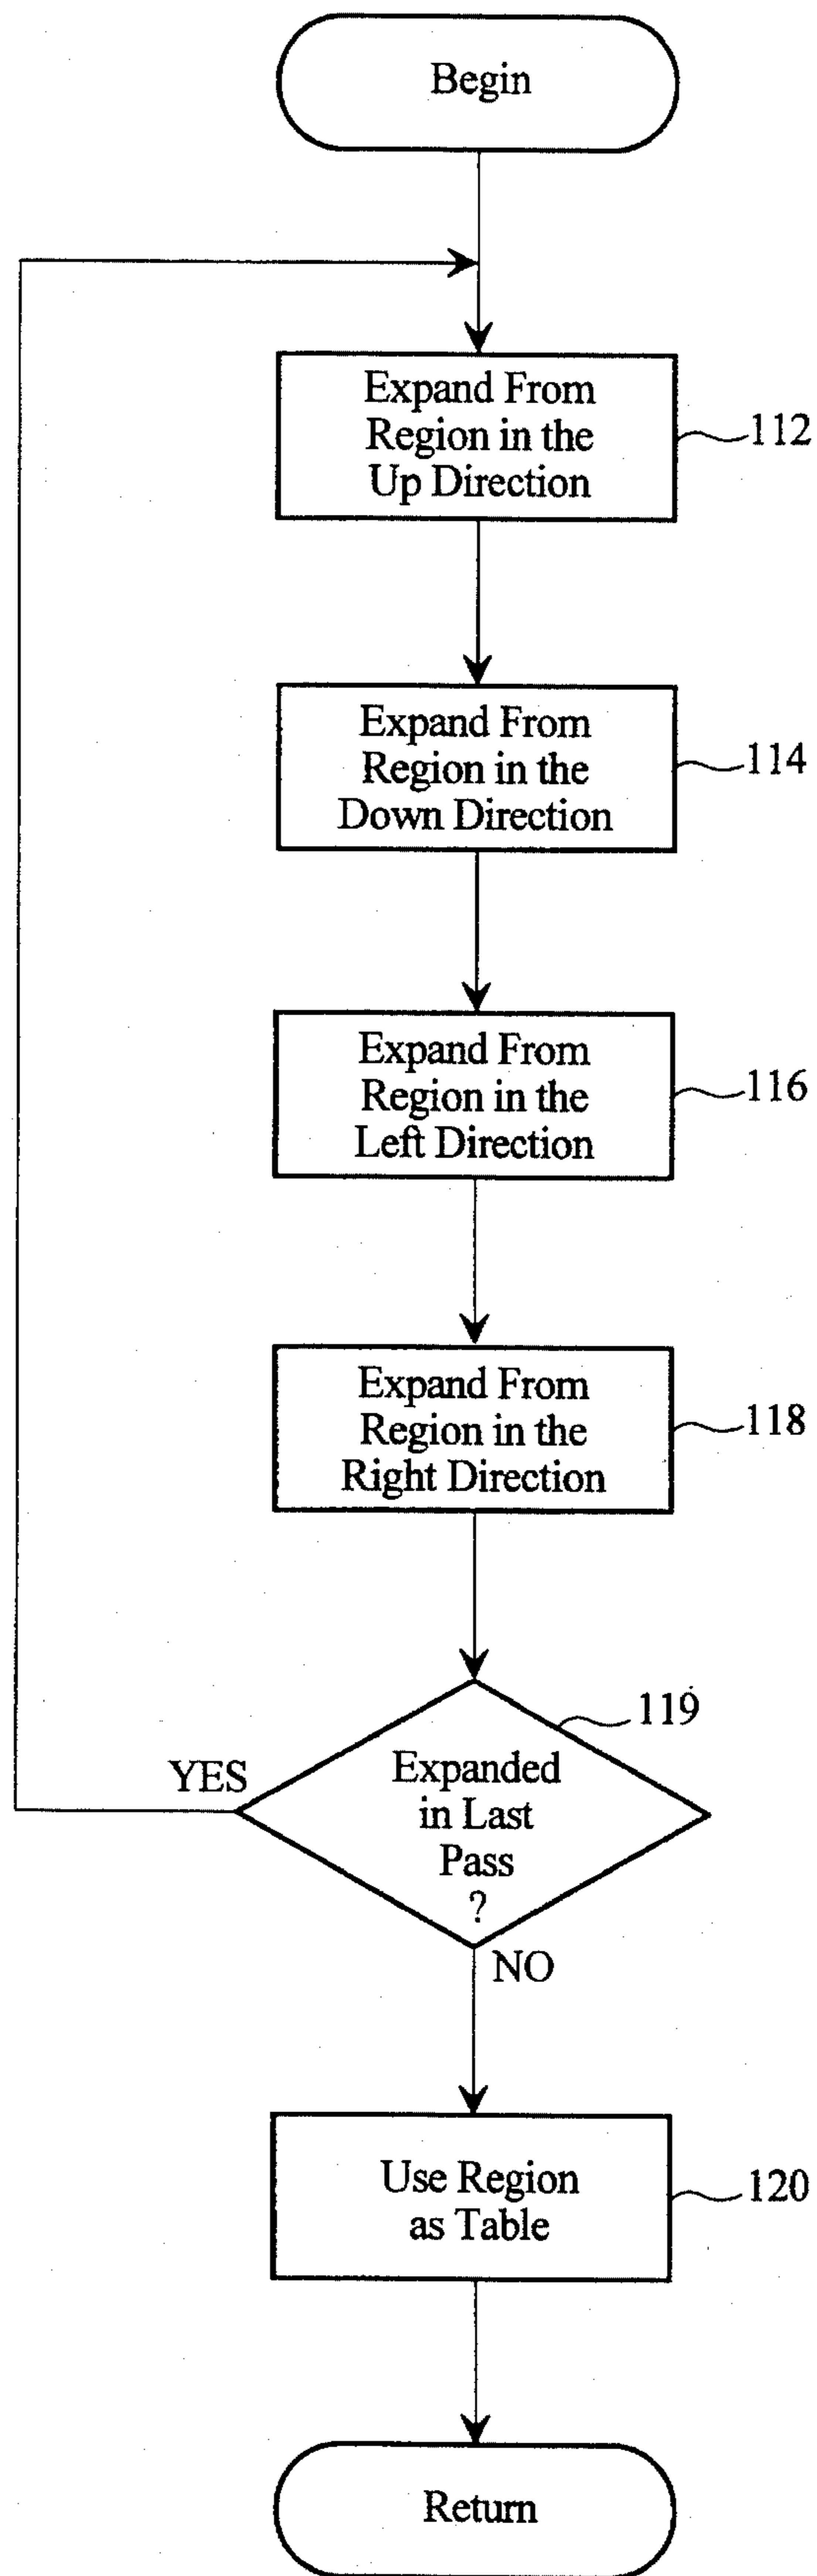 Begin
Expand From
Region in the
Up Direction
112
Expand From
Region in the
Down Direction
114
Expand From
Region in the
Left Direction
116
Expand From
Region in the
Right Direction
118
119
YES
Expanded
in Last
Pass
?
NO
Use Region
as Table
120
Return